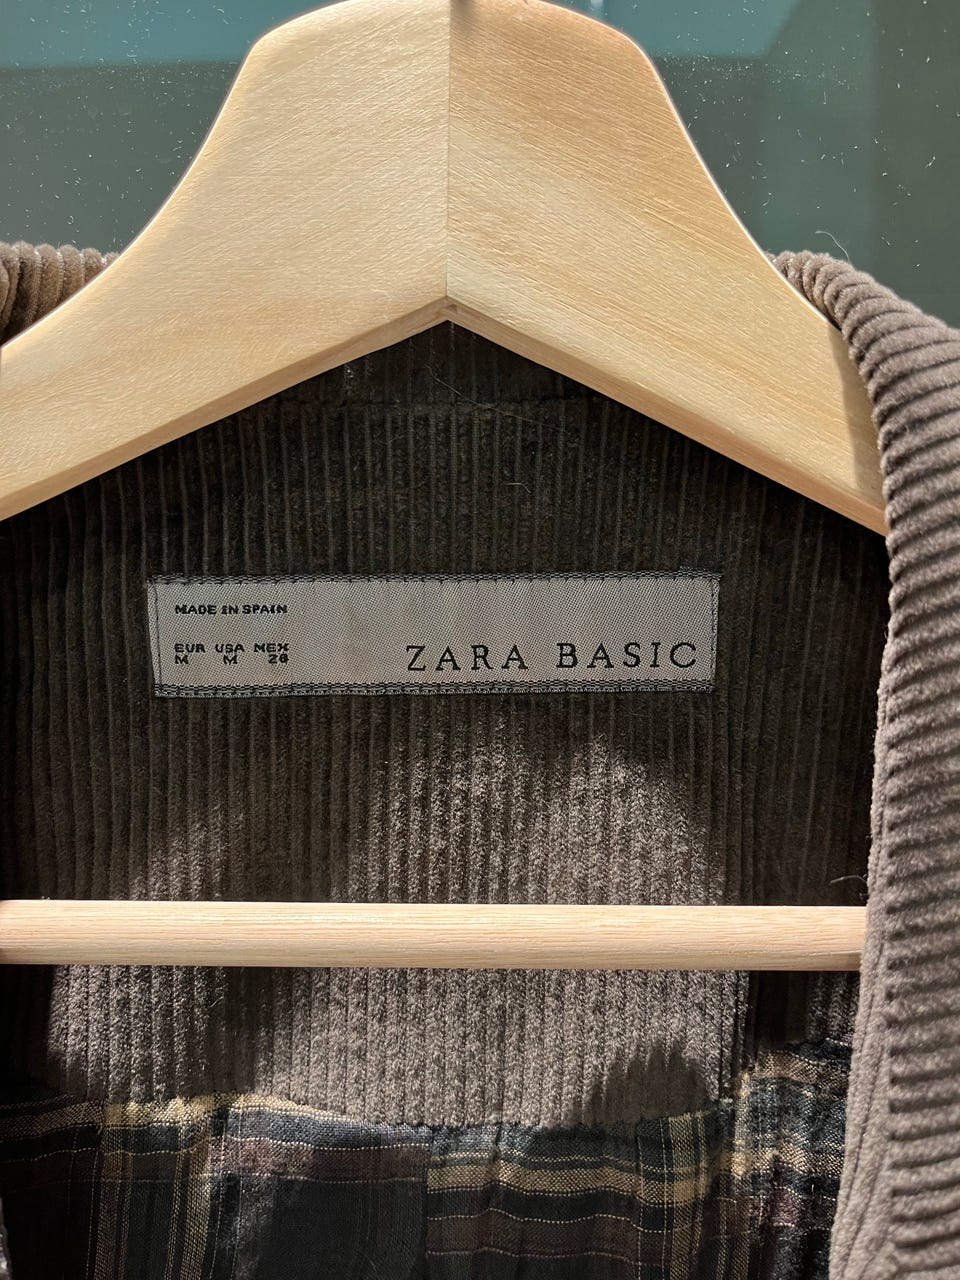 MADE IN SPAIN
EUR USA MEX
M M 28
ZARA BASIC